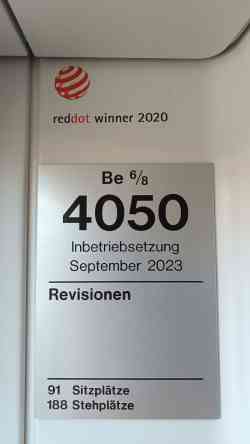 reddot winner 2020
Be 6/8
4050
Inbetriebsetzung
September 2023
Revisionen
91 Sitzplätze
188 Stehplätze